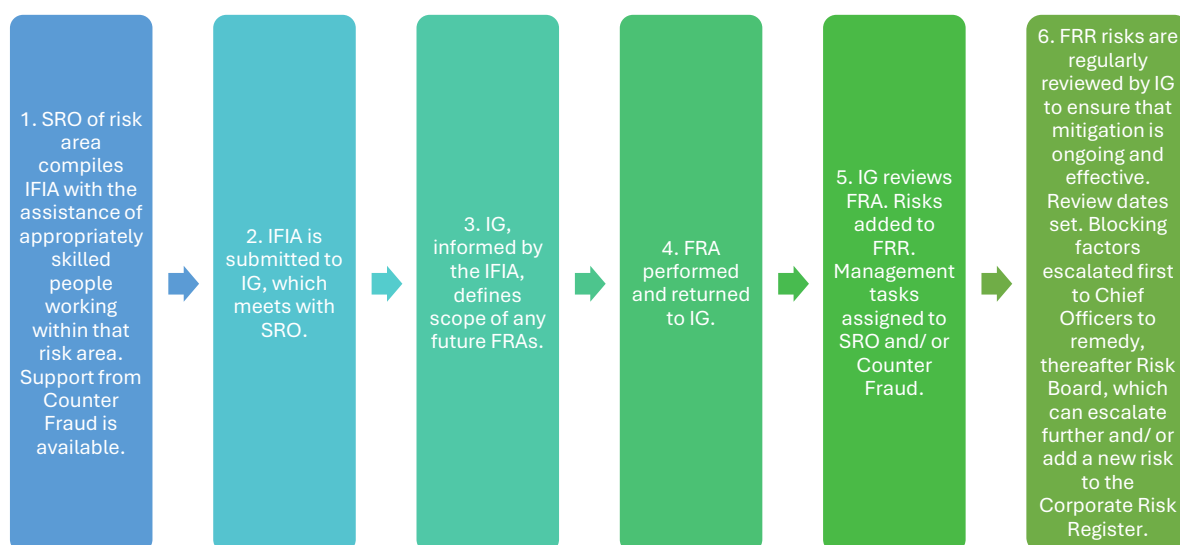 1. SRO of risk
area
compiles
IFIA with the
assistance of
appropriately
skilled
people
working
within that
risk area.
Support from
Counter
Fraud is
available.
2. IFIA is
submitted to
IG, which
meets with
SRO.
3. IG,
informed by
the IFIA,
defines
scope of any
future FRAs.
4. FRA
performed
and returned
to IG.
5. IG reviews
FRA. Risks
added to
FRR.
Management
tasks
assigned to
SRO and/ or
Counter
Fraud.
6. FRR risks are
regularly
reviewed by IG
to ensure that
mitigation is
ongoing and
effective.
Review dates
set. Blocking
factors
escalated first
to Chief
Officers to
remedy,
thereafter Risk
Board, which
can escalate
further and/ or
add a new risk
to the
Corporate Risk
Register.